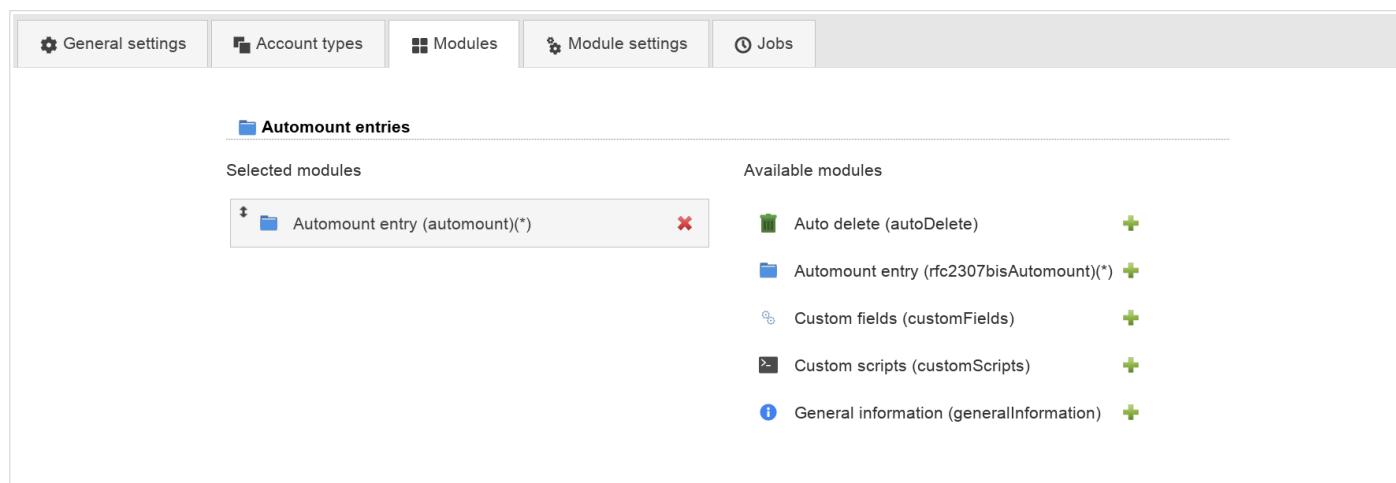 General settings
Account types
Modules
Module settings
Jobs
Automount entries
Selected modules
Automount entry (automount)(*)
Available modules
Auto delete (autoDelete)
Automount entry (rfc2307bisAutomount)(*)
Custom fields (customFields)
Custom scripts (customScripts)
General information (generalInformation)